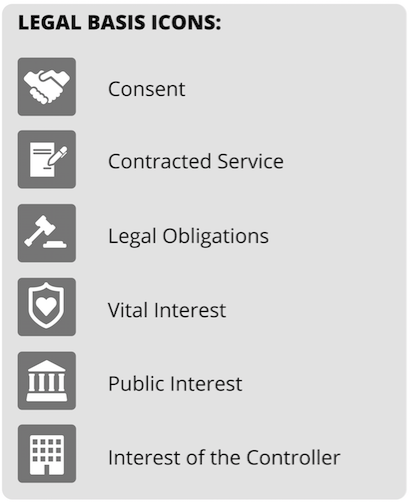 LEGAL BASIS ICONS:
Consent
Contracted Service
Legal Obligations
Vital Interest
Public Interest
Interest of the Controller